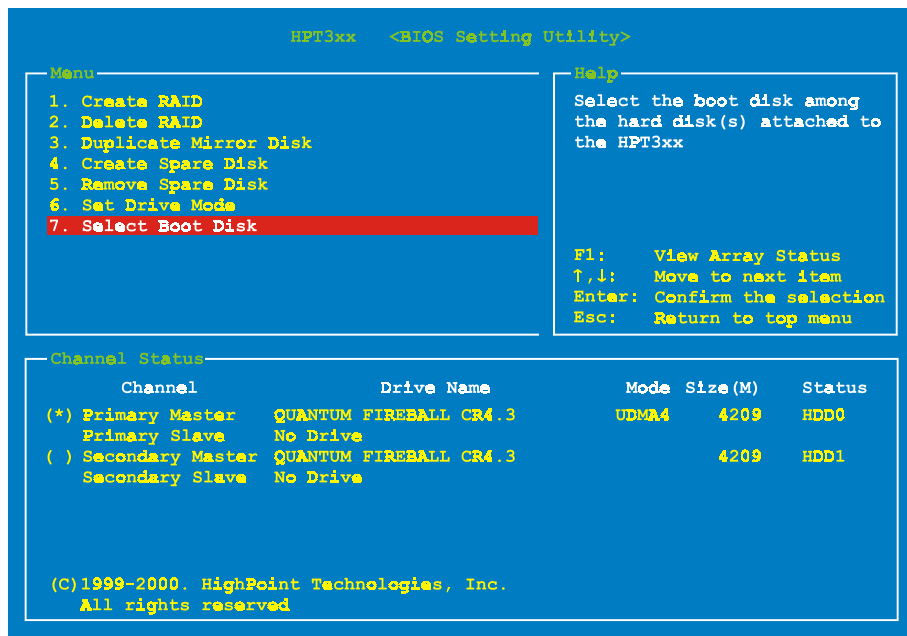 HPT3xx <BIOS Setting Utility>
Menu
1. Create RAID
2. Delete RAID
3. Duplicate Mirror Disk
4. Create Spare Disk
5. Remove Spare Disk
6. Set Drive Mode
7. Select Boot Disk
Help
Select the boot disk among
the hard disk(s) attached to
the HPT3xx
F1: View Array Status
↑,↓: Move to next item
Enter: Confirm the selection
Esc: Return to top menu
Channel Status
Channel Drive Name Mode Size(M) Status
(*) Primary Master QUANTUM FIREBALL CR4.3 UDMA4 4209 HDD0
Primary Slave No Drive
( ) Secondary Master QUANTUM FIREBALL CR4.3 4209 HDD1
Secondary Slave No Drive
(C)1999-2000. HighPoint Technologies, Inc.
All rights reserved